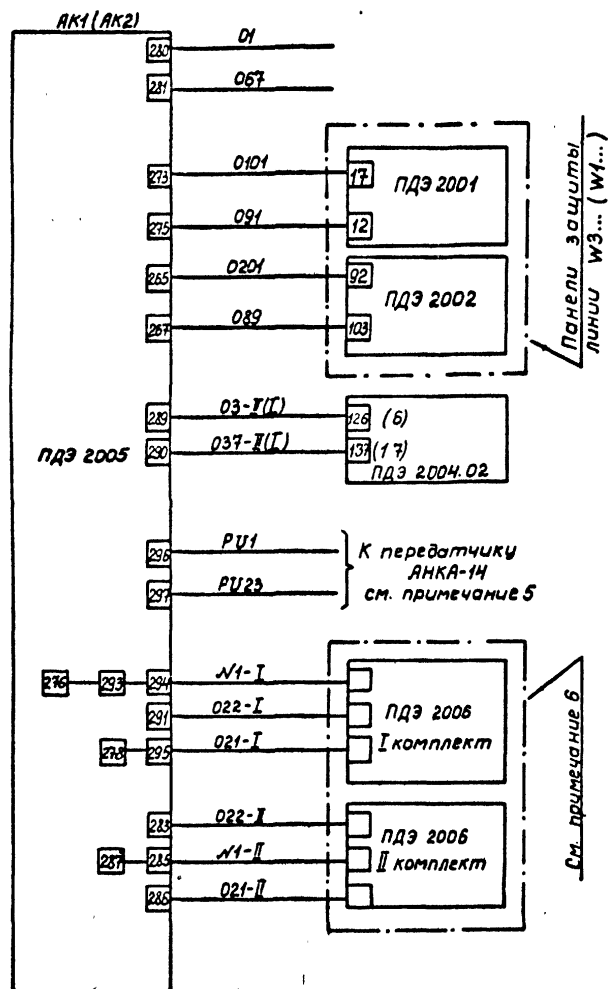 АК1 (АК2)
280 01
281 067
273 0101 17
ПДЭ 2001
275 091 12
265 0201 92
ПДЭ 2002
267 089 103
Панели защиты
линии W3... (W1...)
289 03-II(I) 126 (6)
ПДЭ 2005
290 037-II(I) 137 (17)
ПДЭ 2004.02
296 PU1
297 PU23
К передатчику
АНКА-14
см. примечание 5
276 293 294 N1-I
291 022-I
ПДЭ 2006
278 295 021-I
I комплект
283 022-II
ПДЭ 2006
287 285 N1-II
II комплект
286 021-II
См. примечание 6